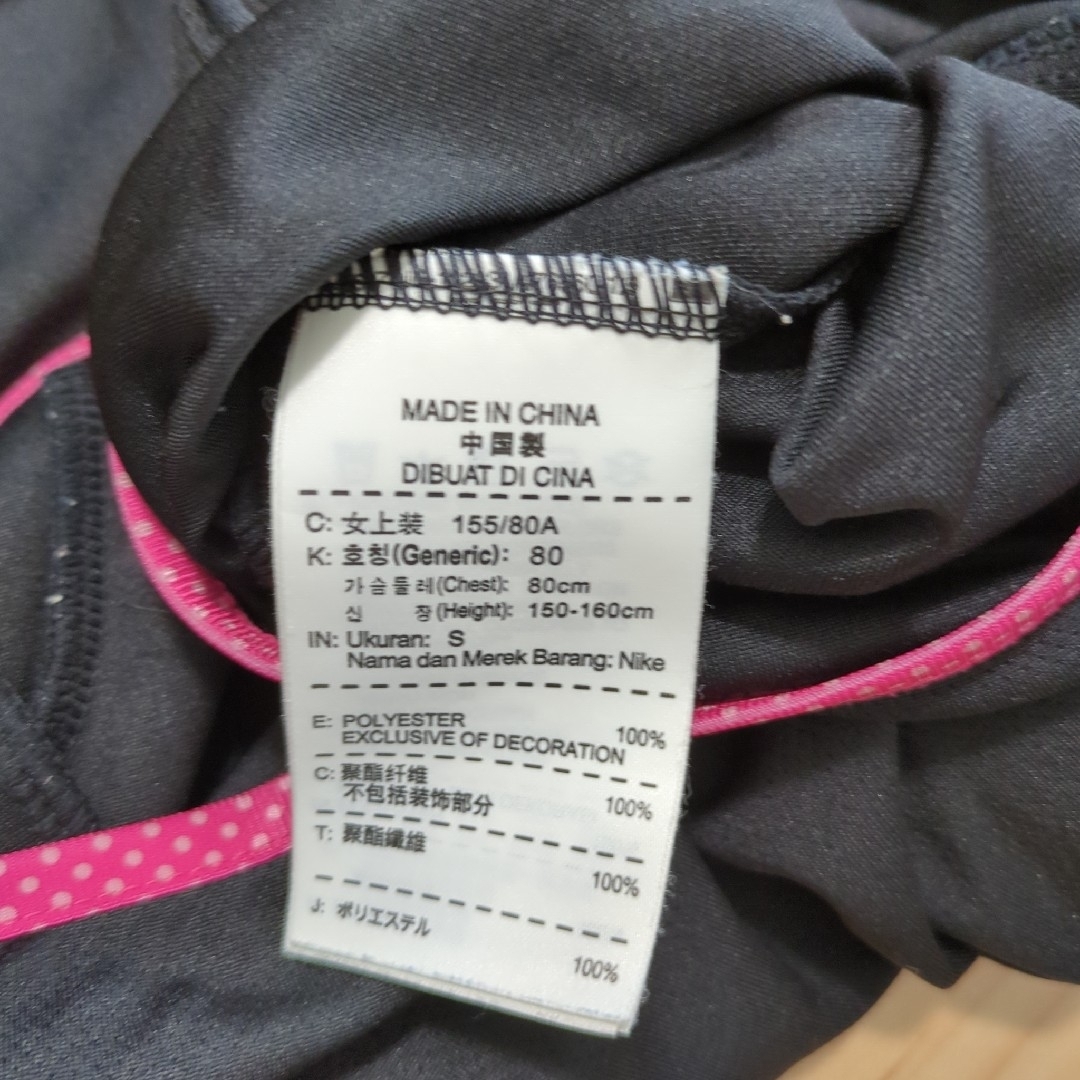 MADE IN CHINA
中国製
DIBUAT DI CINA
C: 女上装 155/80A
K: 호칭(Generic): 80
가슴둘레(Chest): 80cm
신 장(Height): 150-160cm
IN: Ukuran: S
Nama dan Merek Barang: Nike
E: POLYESTER 100%
EXCLUSIVE OF DECORATION
C: 聚酯纤维 100%
不包括装饰部分
T: 聚酯纖維 100%
J: ポリエステル 100%